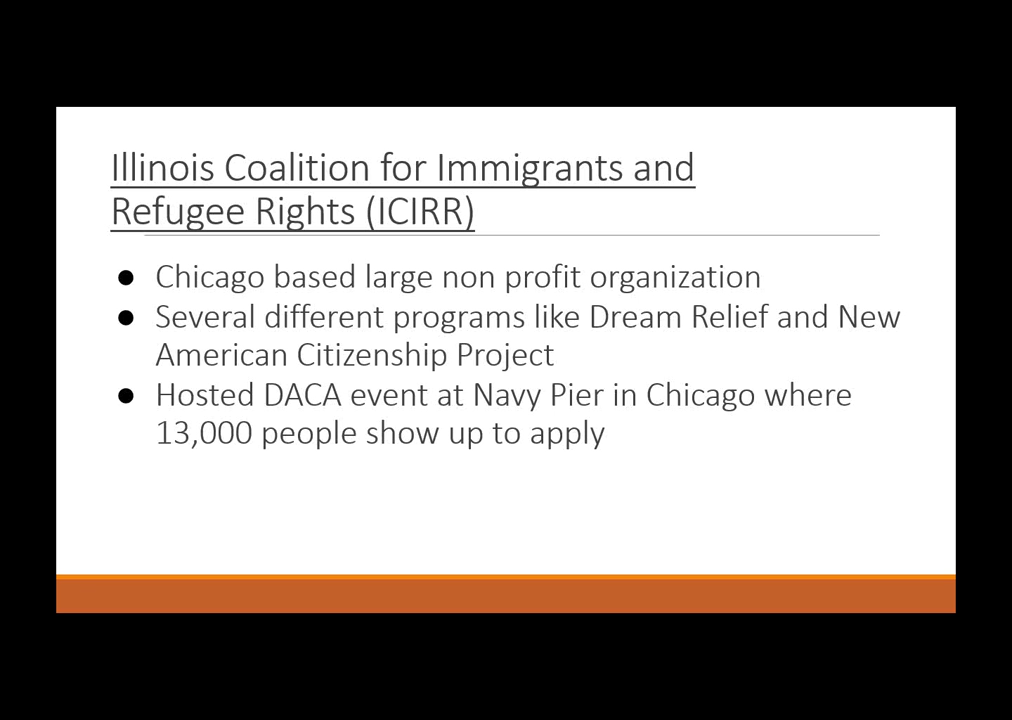 Illinois Coalition for Immigrants and
Refugee Rights (ICIRR)
● Chicago based large non profit organization
● Several different programs like Dream Relief and New
American Citizenship Project
● Hosted DACA event at Navy Pier in Chicago where
13,000 people show up to apply